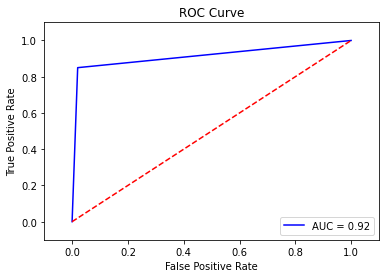 ROC Curve
True Positive Rate
1.0
0.8
0.6
0.4
0.2
0.0
AUC = 0.92
0.0 0.2 0.4 0.6 0.8 1.0
False Positive Rate